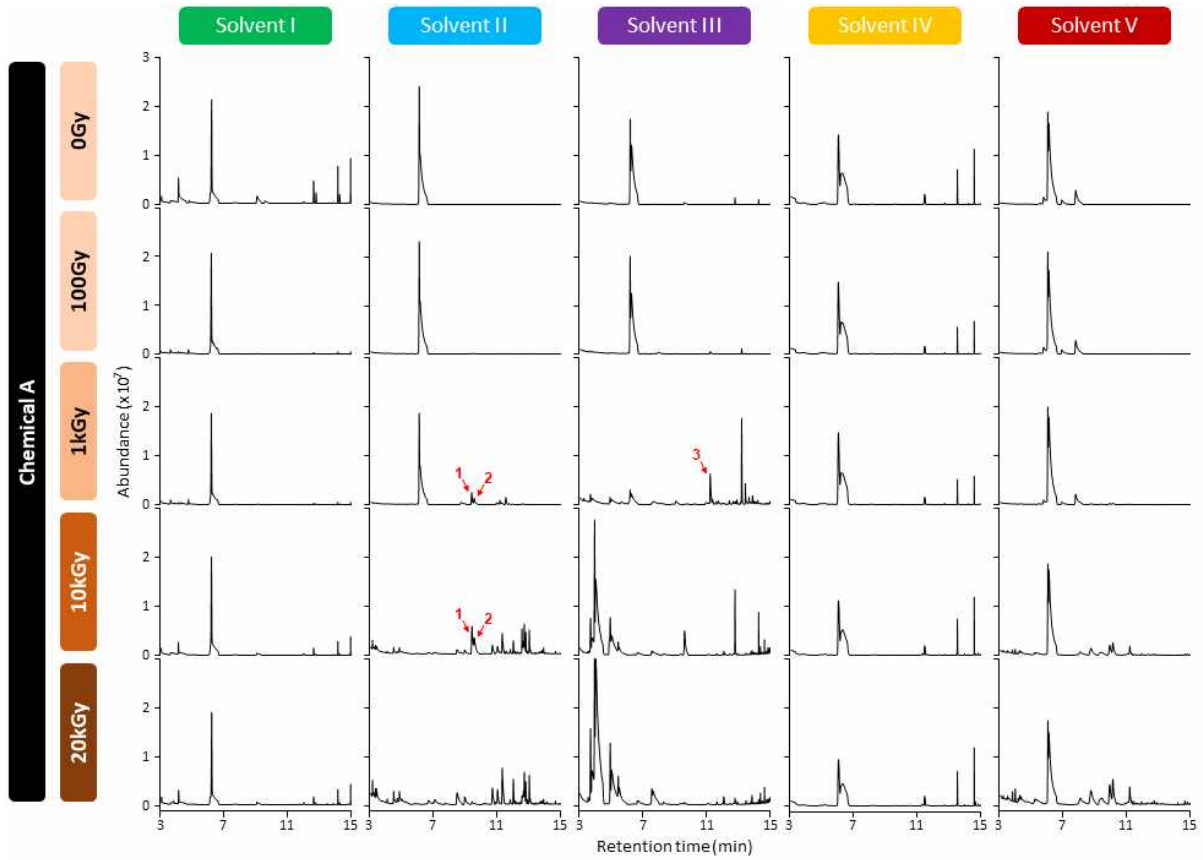 Solvent I Solvent II Solvent III Solvent IV Solvent V
Chemical A
0Gy
100Gy
1kGy
10kGy
20kGy
Abundance (x10⁷)
3
2
1
0
2
1
0
2
1
0
1 2
3
2
1
0
1 2
2
1
0
3 7 11 15 3 7 11 15 3 7 11 15 3 7 11 15 3 7 11 15
Retention time (min)